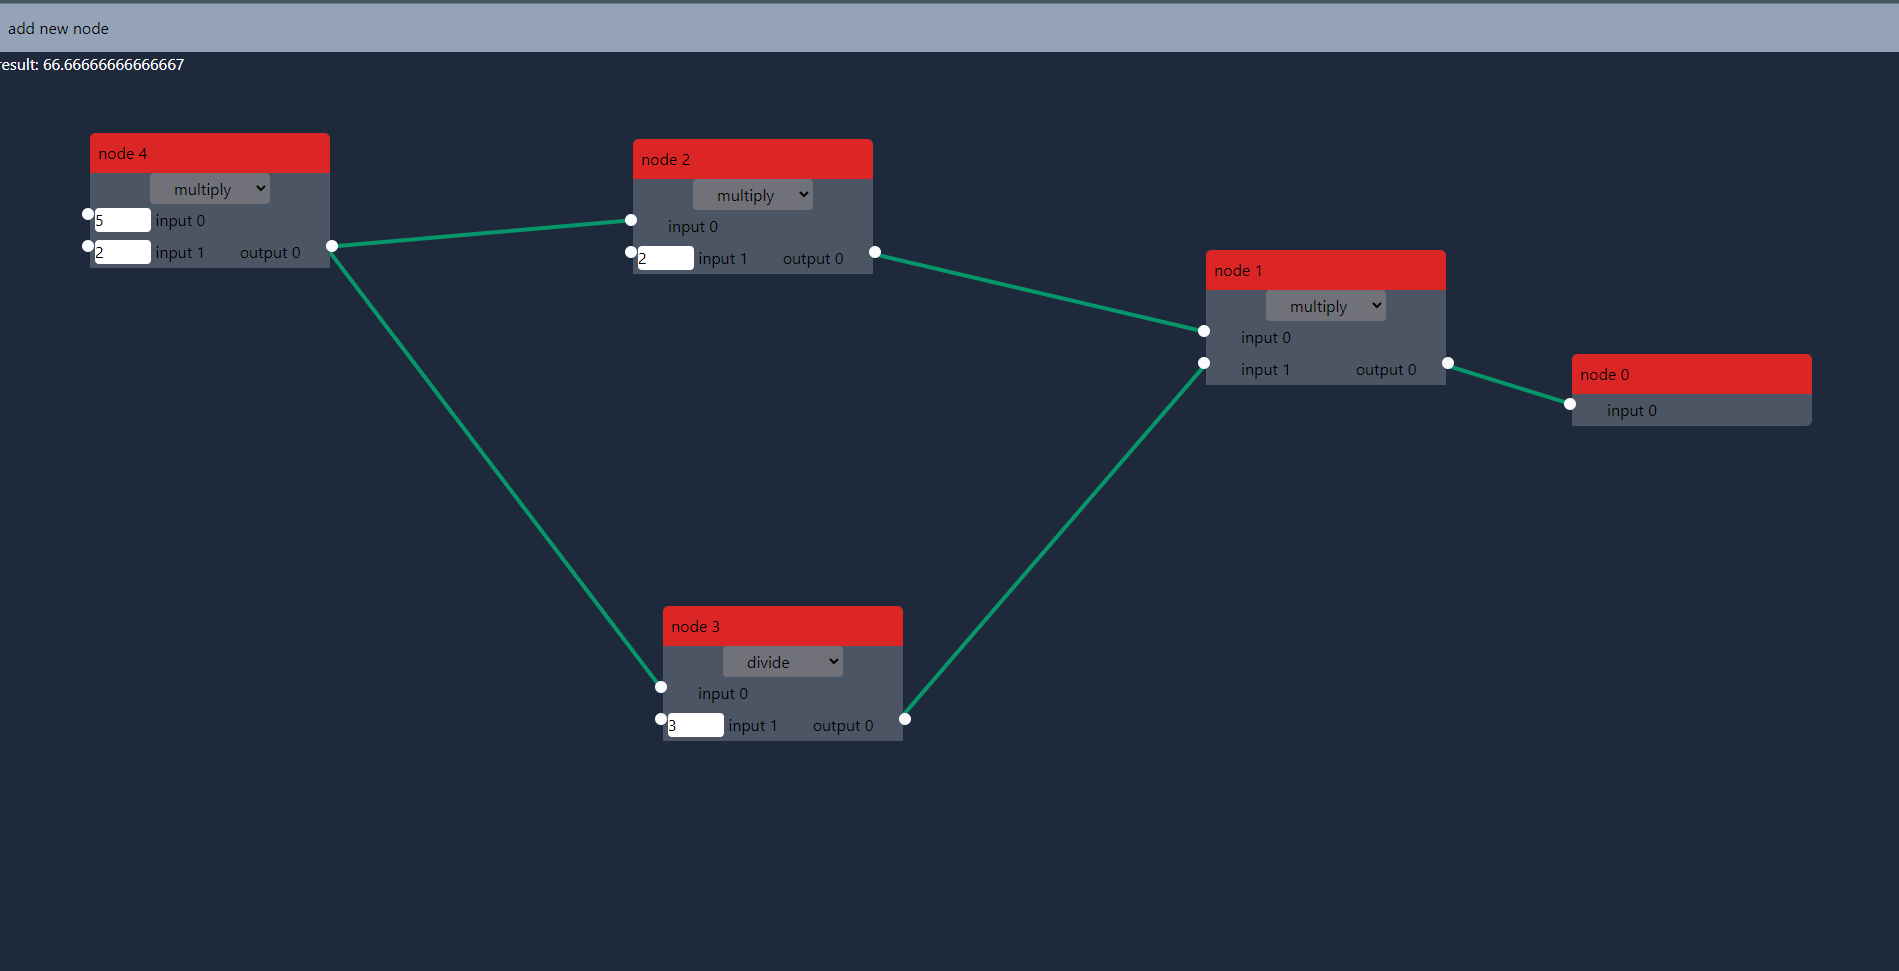 add new node
result: 66.66666666666667
node 4
multiply
5 input 0
2 input 1 output 0
node 2
multiply
input 0
2 input 1 output 0
node 1
multiply
input 0
input 1 output 0
node 0
input 0
node 3
divide
input 0
3 input 1 output 0